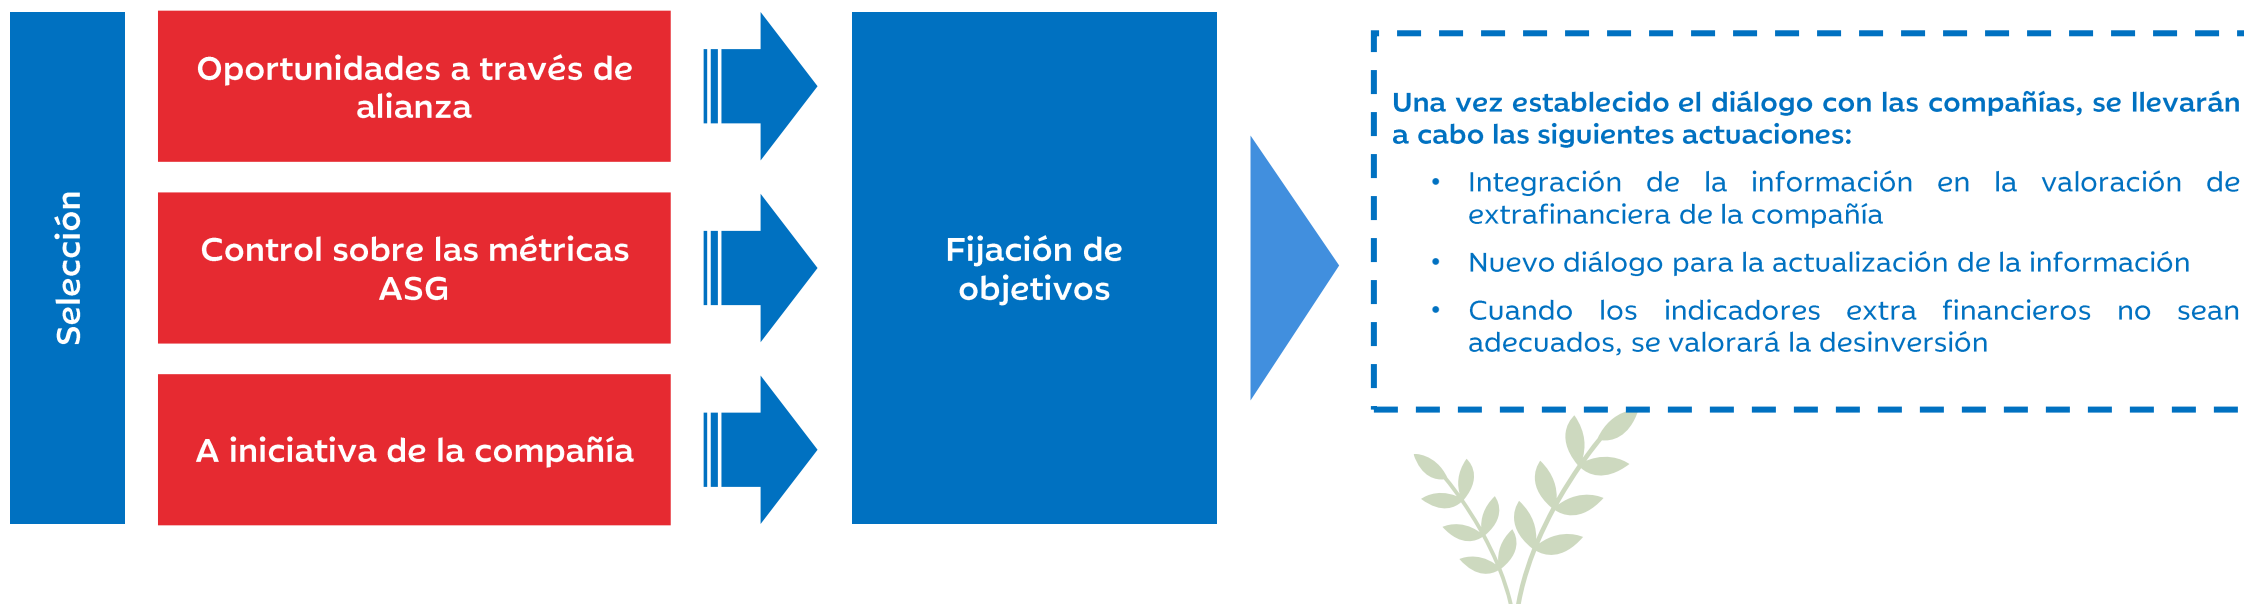 Selección
Oportunidades a través de
alianza
Control sobre las métricas
ASG
A iniciativa de la compañía
Fijación de
objetivos
Una vez establecido el diálogo con las compañías, se llevarán
a cabo las siguientes actuaciones:
• Integración de la información en la valoración de
extrafinanciera de la compañía
• Nuevo diálogo para la actualización de la información
• Cuando los indicadores extra financieros no sean
adecuados, se valorará la desinversión